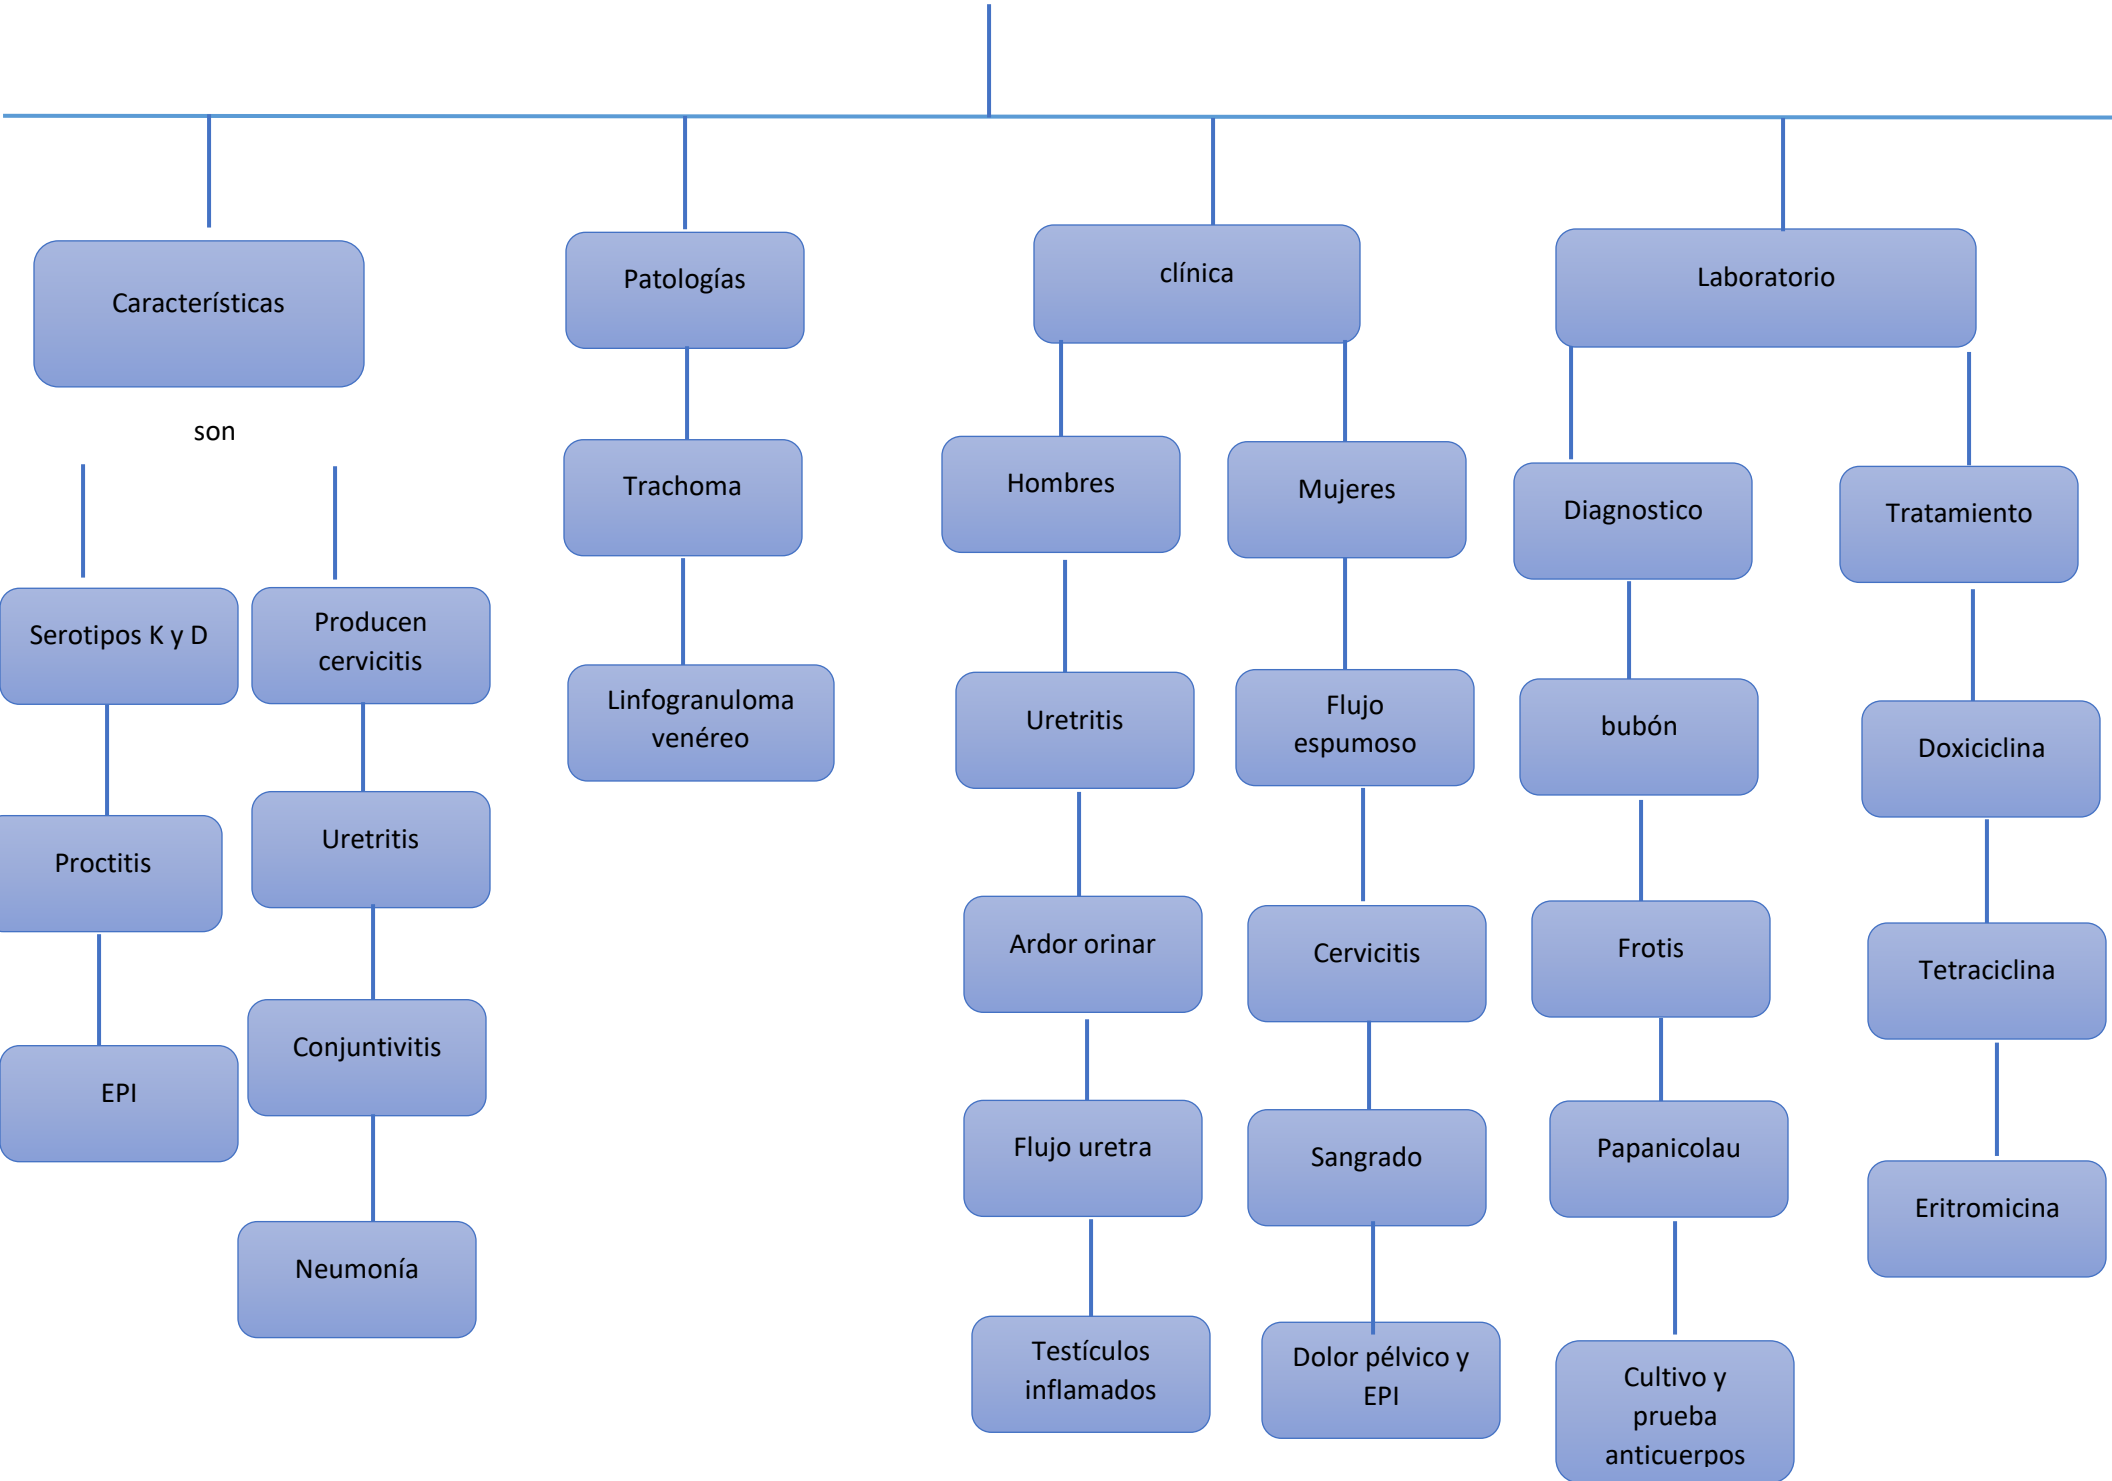 Características
son
Serotipos K y D
Proctitis
EPI
Producen
cervicitis
Uretritis
Conjuntivitis
Neumonía
Patologías
Trachoma
Linfogranuloma
venéreo
clínica
Hombres
Uretritis
Ardor orinar
Flujo uretra
Testículos
inflamados
Mujeres
Flujo
espumoso
Cervicitis
Sangrado
Dolor pélvico y
EPI
Laboratorio
Diagnostico
bubón
Frotis
Papanicolau
Cultivo y
prueba
anticuerpos
Tratamiento
Doxiciclina
Tetraciclina
Eritromicina